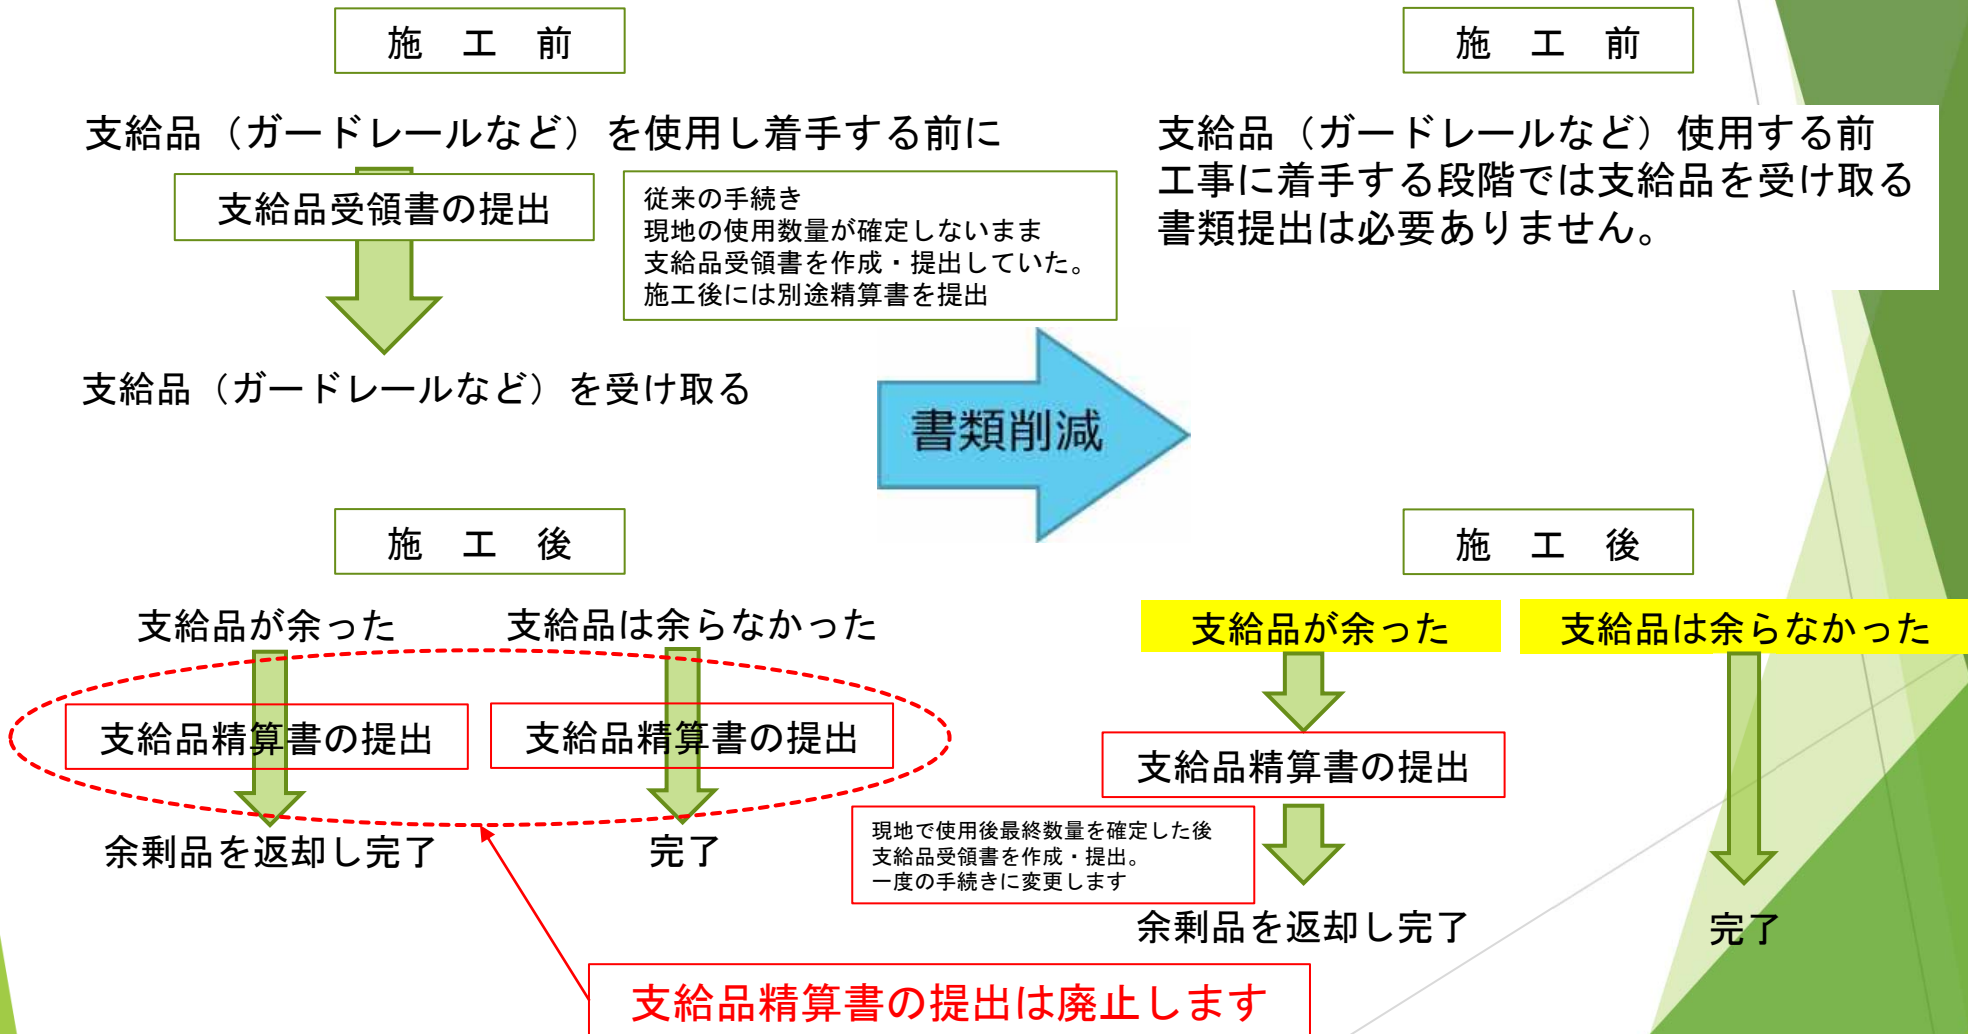 施　工　前
支給品（ガードレールなど）を使用し着手する前に
支給品受領書の提出
従来の手続き
現地の使用数量が確定しないまま
支給品受領書を作成・提出していた。
施工後には別途精算書を提出
支給品（ガードレールなど）を受け取る
施　工　後
支給品が余った
支給品は余らなかった
支給品精算書の提出
支給品精算書の提出
余剰品を返却し完了
完了
書類削減
施　工　前
支給品（ガードレールなど）使用する前
工事に着手する段階では支給品を受け取る
書類提出は必要ありません。
施　工　後
支給品が余った
支給品は余らなかった
支給品精算書の提出
現地で使用後最終数量を確定した後
支給品受領書を作成・提出。
一度の手続きに変更します
余剰品を返却し完了
完了
支給品精算書の提出は廃止します